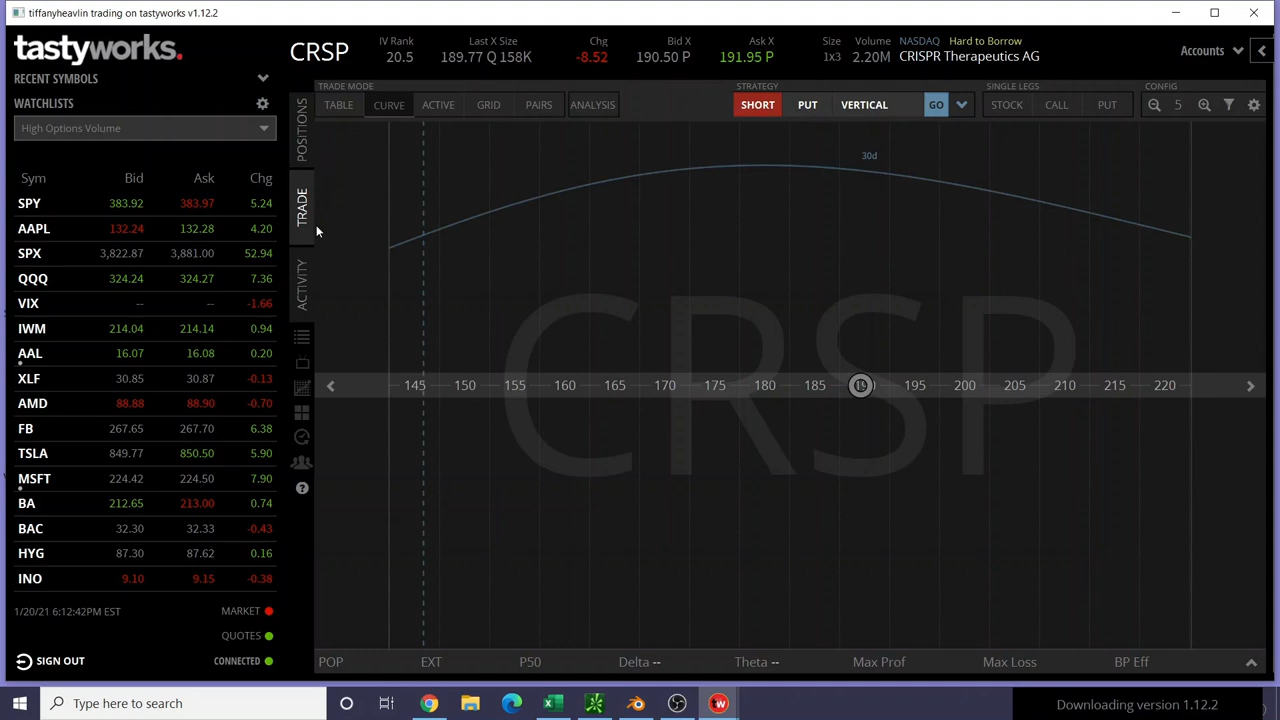 tiffanyheavlin trading on tastyworks v1.12.2
tastyworks.
CRSP
IV Rank
20.5
Last X Size
189.77 Q 158K
Chg
-8.52
Bid X
190.50 P
Ask X
191.95 P
Size
1x3
Volume
2.20M
NASDAQ
Hard to Borrow
CRISPR Therapeutics AG
Accounts
RECENT SYMBOLS
WATCHLISTS
High Options Volume
TRADE MODE
TABLE CURVE ACTIVE GRID PAIRS ANALYSIS
STRATEGY
SHORT PUT VERTICAL GO
SINGLE LEGS
STOCK CALL PUT
CONFIG
5
POSITIONS
TRADE
ACTIVITY
Sym Bid Ask Chg
SPY 383.92 383.97 5.24
AAPL 132.24 132.28 4.20
SPX 3,822.87 3,881.00 52.94
QQQ 324.24 324.27 7.36
VIX -- -- -1.66
IWM 214.04 214.14 0.94
AAL 16.07 16.08 0.20
XLF 30.85 30.87 -0.13
AMD 88.88 88.90 -0.70
FB 267.65 267.70 6.38
TSLA 849.77 850.50 5.90
MSFT 224.42 224.50 7.90
BA 212.65 213.00 0.74
BAC 32.30 32.33 -0.43
HYG 87.30 87.62 0.16
INO 9.10 9.15 -0.38
1/20/21 6:12:42PM EST
MARKET
QUOTES
SIGN OUT
CONNECTED
30d
CRSP
145 150 155 160 165 170 175 180 185 195 200 205 210 215 220
POP EXT P50 Delta -- Theta -- Max Prof Max Loss BP Eff
Type here to search
Downloading version 1.12.2